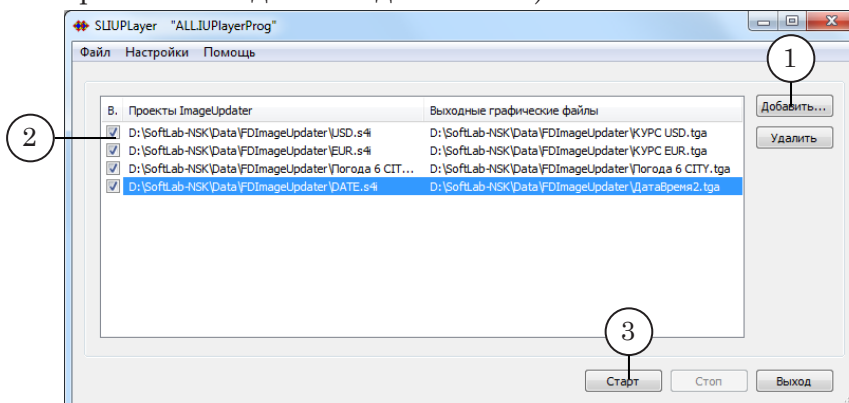 SLIUPLayer "ALL.IUPlayerProg"
Файл Настройки Помощь
1
В. Проекты ImageUpdater Выходные графические файлы Добавить...
2
D:\SoftLab-NSK\Data\FDImageUpdater\USD.s4i D:\SoftLab-NSK\Data\FDImageUpdater\КУРС USD.tga
Удалить
D:\SoftLab-NSK\Data\FDImageUpdater\EUR.s4i D:\SoftLab-NSK\Data\FDImageUpdater\КУРС EUR.tga
D:\SoftLab-NSK\Data\FDImageUpdater\Погода 6 CIT... D:\SoftLab-NSK\Data\FDImageUpdater\Погода 6 CITY.tga
D:\SoftLab-NSK\Data\FDImageUpdater\DATE.s4i D:\SoftLab-NSK\Data\FDImageUpdater\ДатаВремя2.tga
3
Старт Стоп Выход